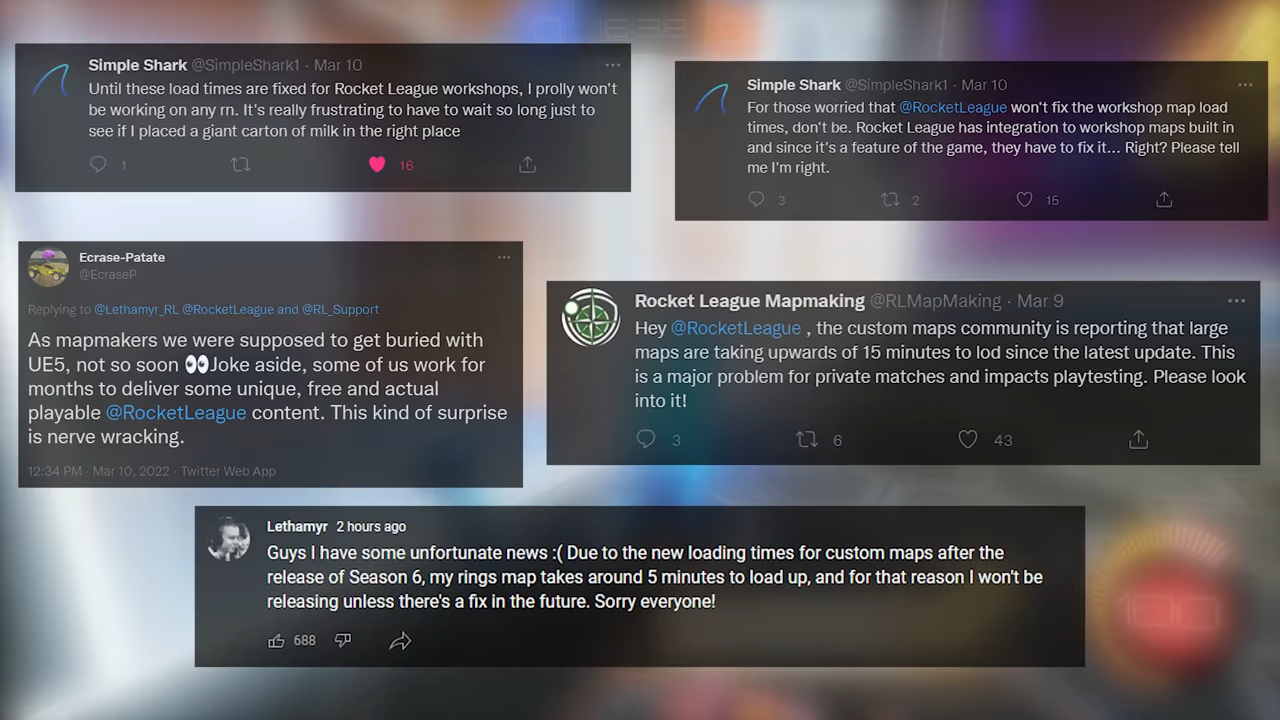 16:36
Simple Shark @SimpleShark1 · Mar 10
Until these load times are fixed for Rocket League workshops, I prolly won't
be working on any rn. It's really frustrating to have to wait so long just to
see if I placed a giant carton of milk in the right place
1 16
Simple Shark @SimpleShark1 · Mar 10
For those worried that @RocketLeague won't fix the workshop map load
times, don't be. Rocket League has integration to workshop maps built in
and since it's a feature of the game, they have to fix it... Right? Please tell
me I'm right.
3 2 15
Ecrase-Patate
@EcraseP
Replying to @Lethamyr_RL @RocketLeague and @RL_Support
As mapmakers we were supposed to get buried with
UE5, not so soon 👀Joke aside, some of us work for
months to deliver some unique, free and actual
playable @RocketLeague content. This kind of surprise
is nerve wracking.
12:34 PM · Mar 10, 2022 · Twitter Web App
Rocket League Mapmaking @RLMapMaking · Mar 9
Hey @RocketLeague , the custom maps community is reporting that large
maps are taking upwards of 15 minutes to lod since the latest update. This
is a major problem for private matches and impacts playtesting. Please look
into it!
3 6 43
Lethamyr 2 hours ago
Guys I have some unfortunate news :( Due to the new loading times for custom maps after the
release of Season 6, my rings map takes around 5 minutes to load up, and for that reason I won't be
releasing unless there's a fix in the future. Sorry everyone!
688
100